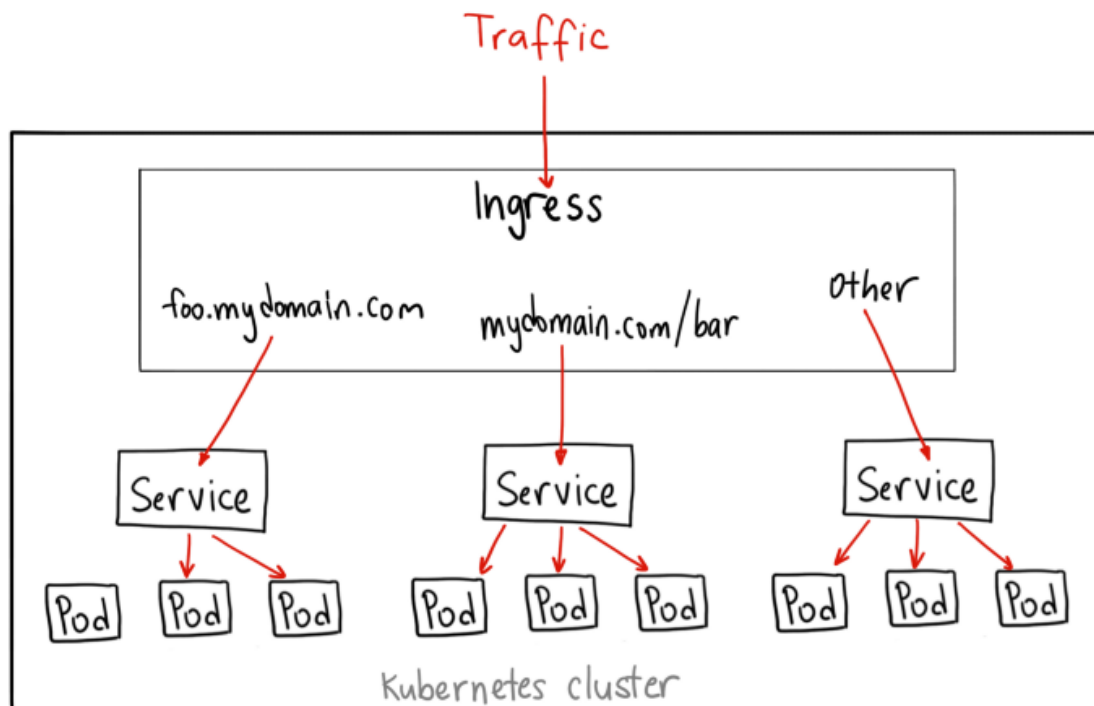 Traffic
Ingress
foo.mydomain.com
mydomain.com/bar
Other
Service
Service
Service
Pod
Pod
Pod
Pod
Pod
Pod
Pod
Pod
Pod
Kubernetes cluster